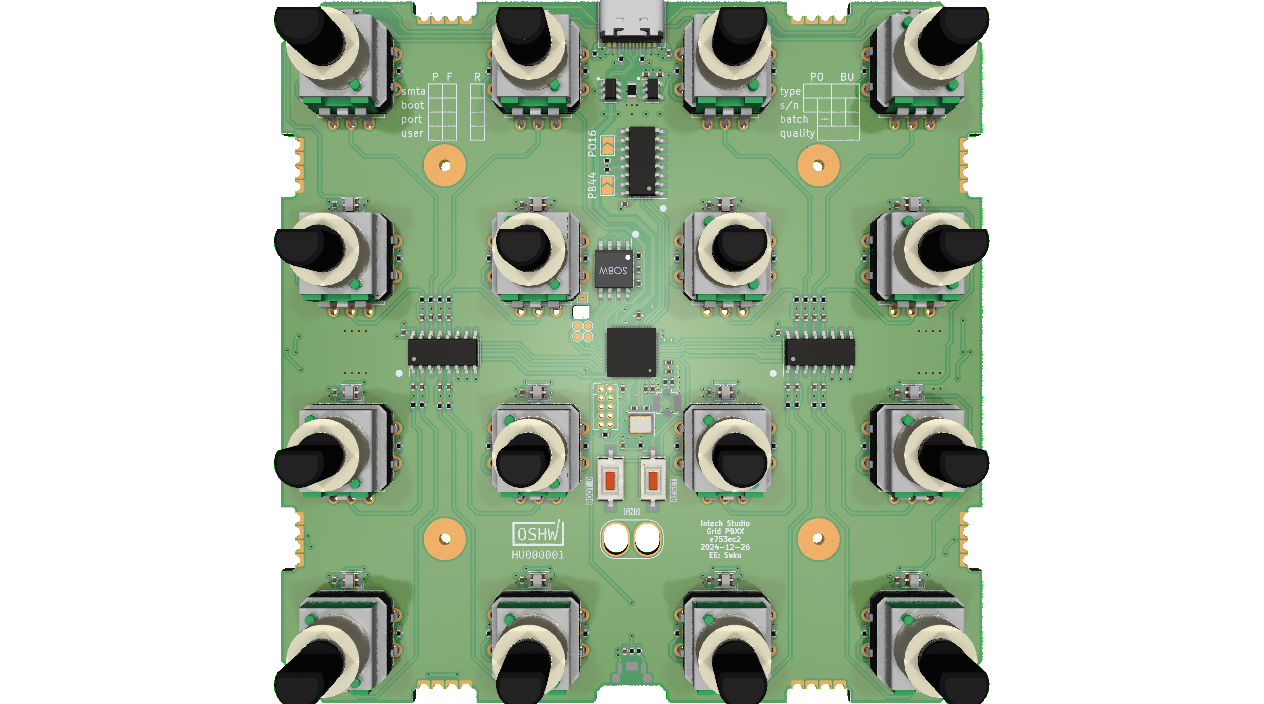 P F R
smta
boot
port
user
PO BU
type
s/n
batch
quality
PO16
PB44
SOBW
GND
OSHW
HU000001
Intech Studio
Grid PBXX
e753ec2
2024-12-26
EE: Suku